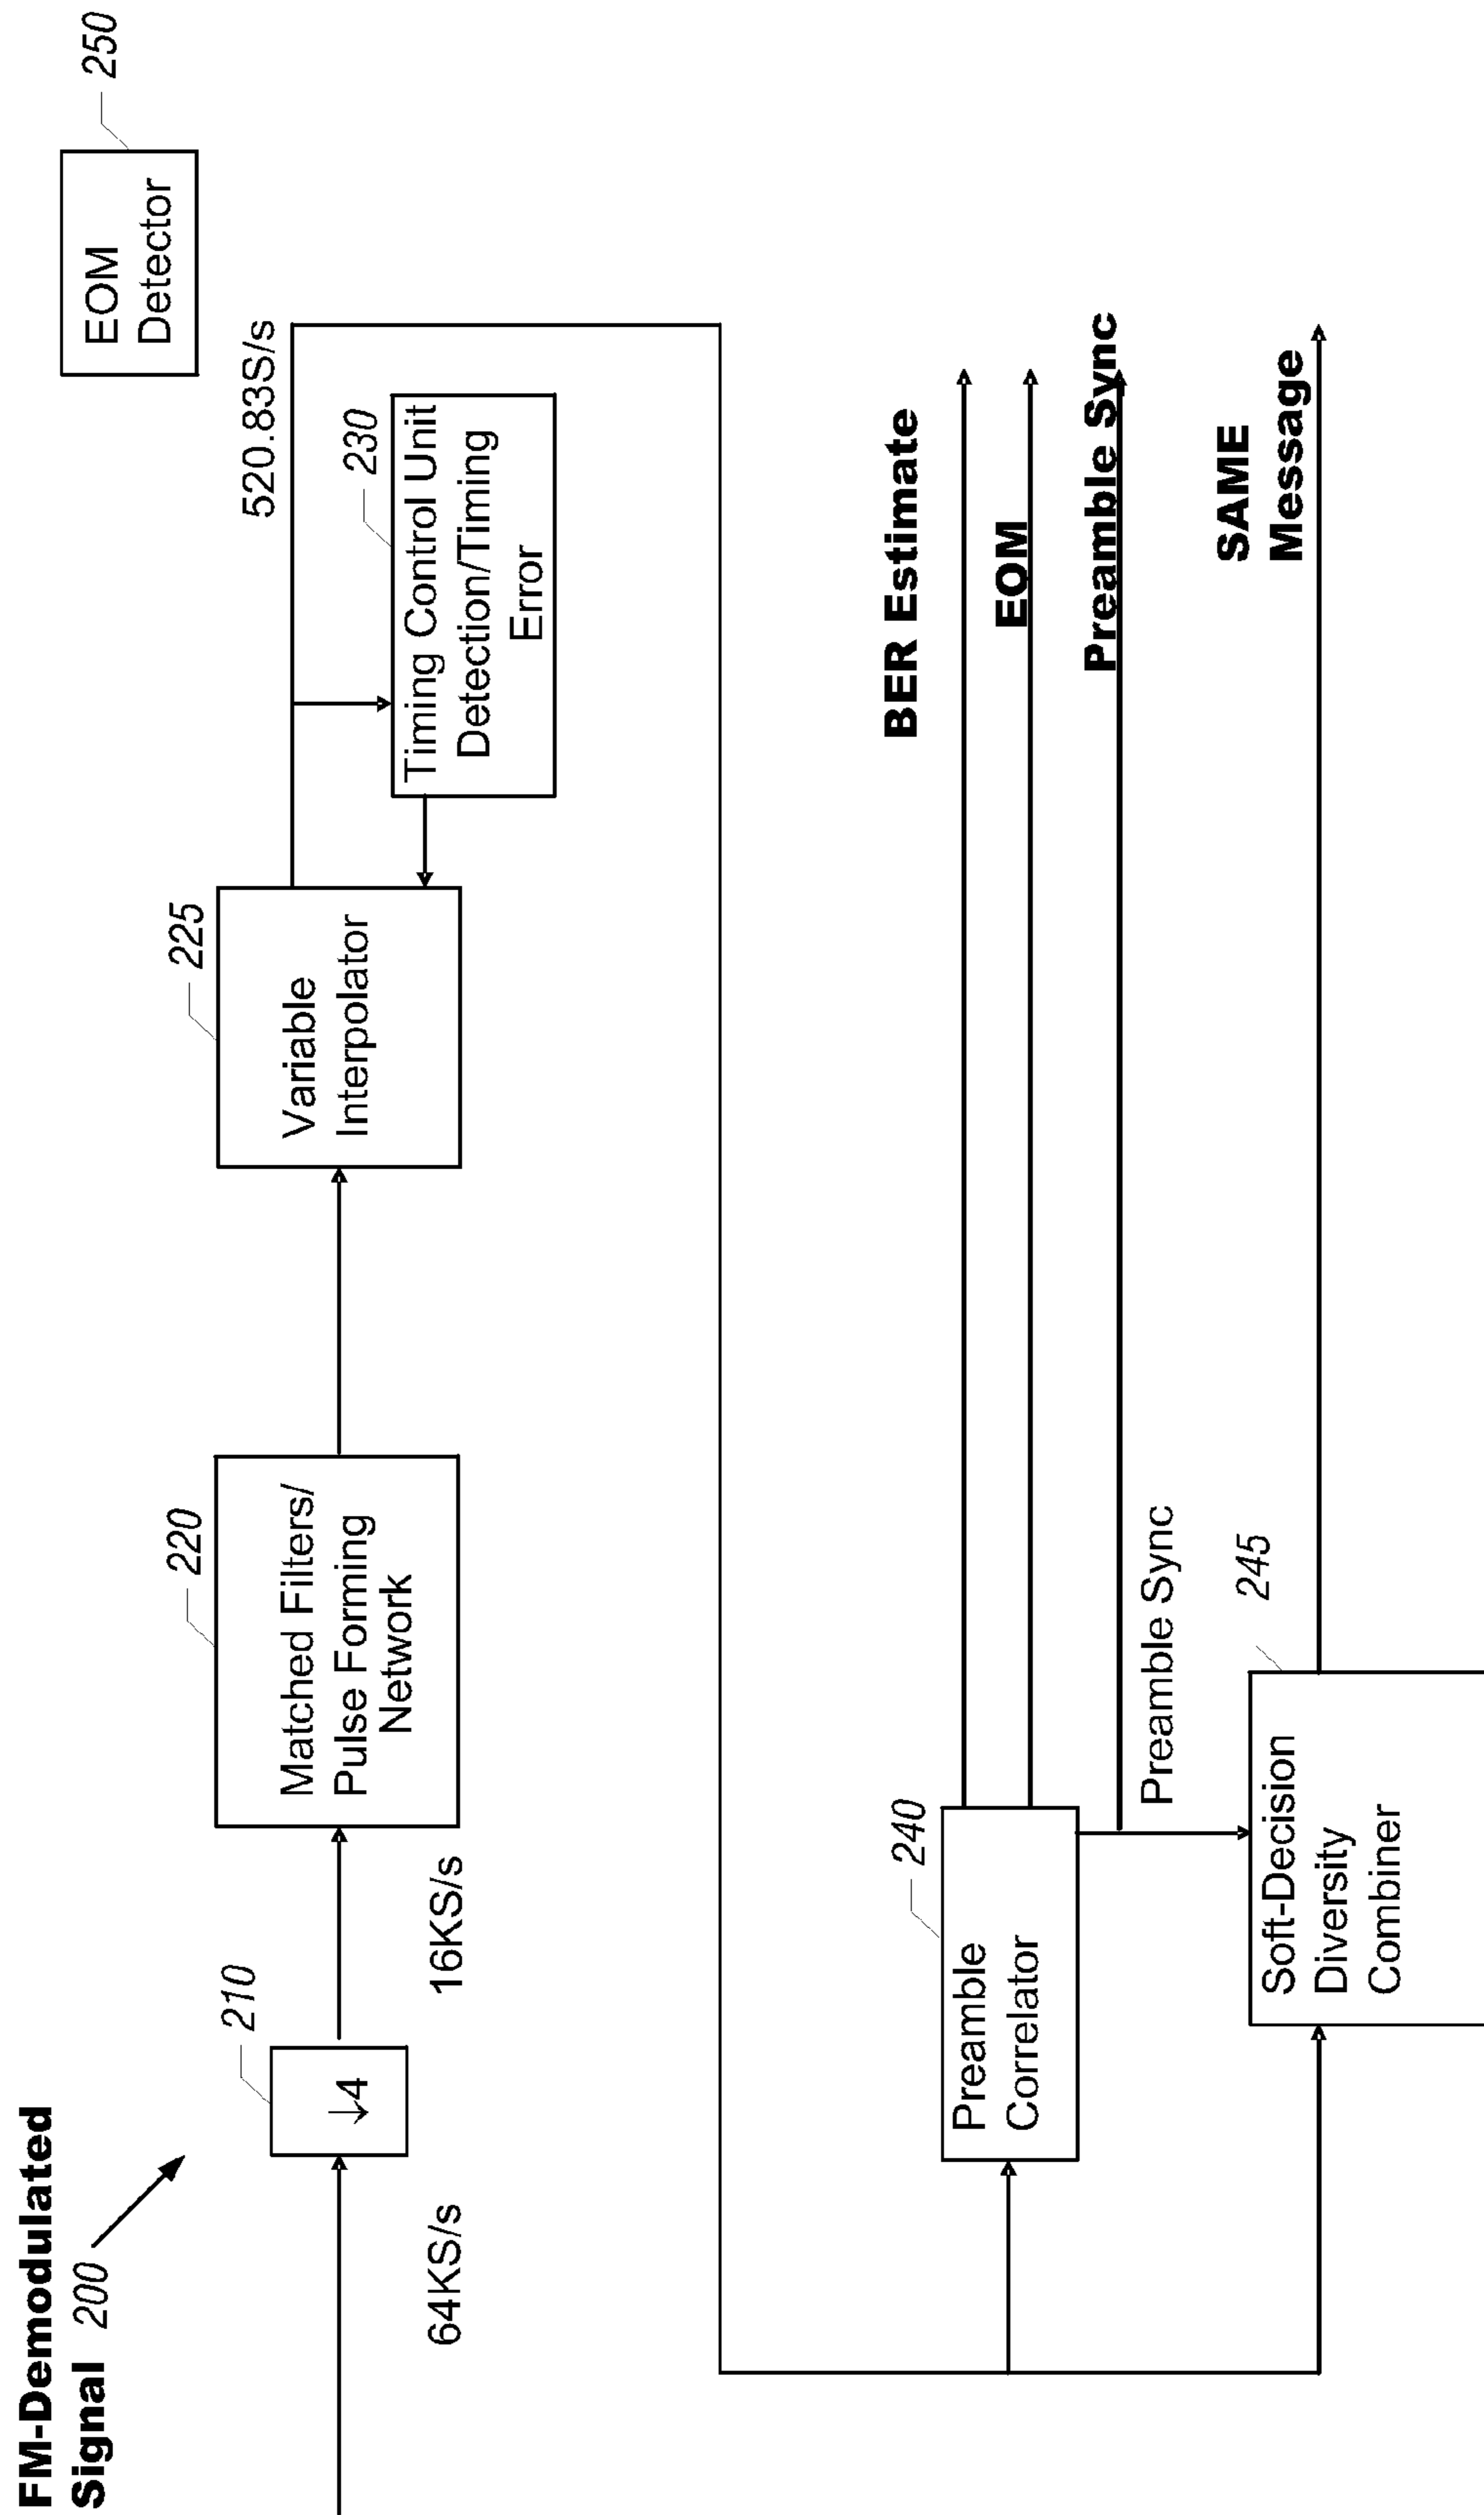 FM-Demodulated
Signal 200
64KS/s
210
↓4
16KS/s
220
Matched Filters/
Pulse Forming
Network
225
Variable
Interpolator
520.83S/s
230
Timing Control Unit
Detection/Timing
Error
250
EOM
Detector
240
Preamble
Correlator
BER Estimate
EOM
Preamble Sync
Preamble Sync
245
Soft-Decision
Diversity
Combiner
SAME
Message